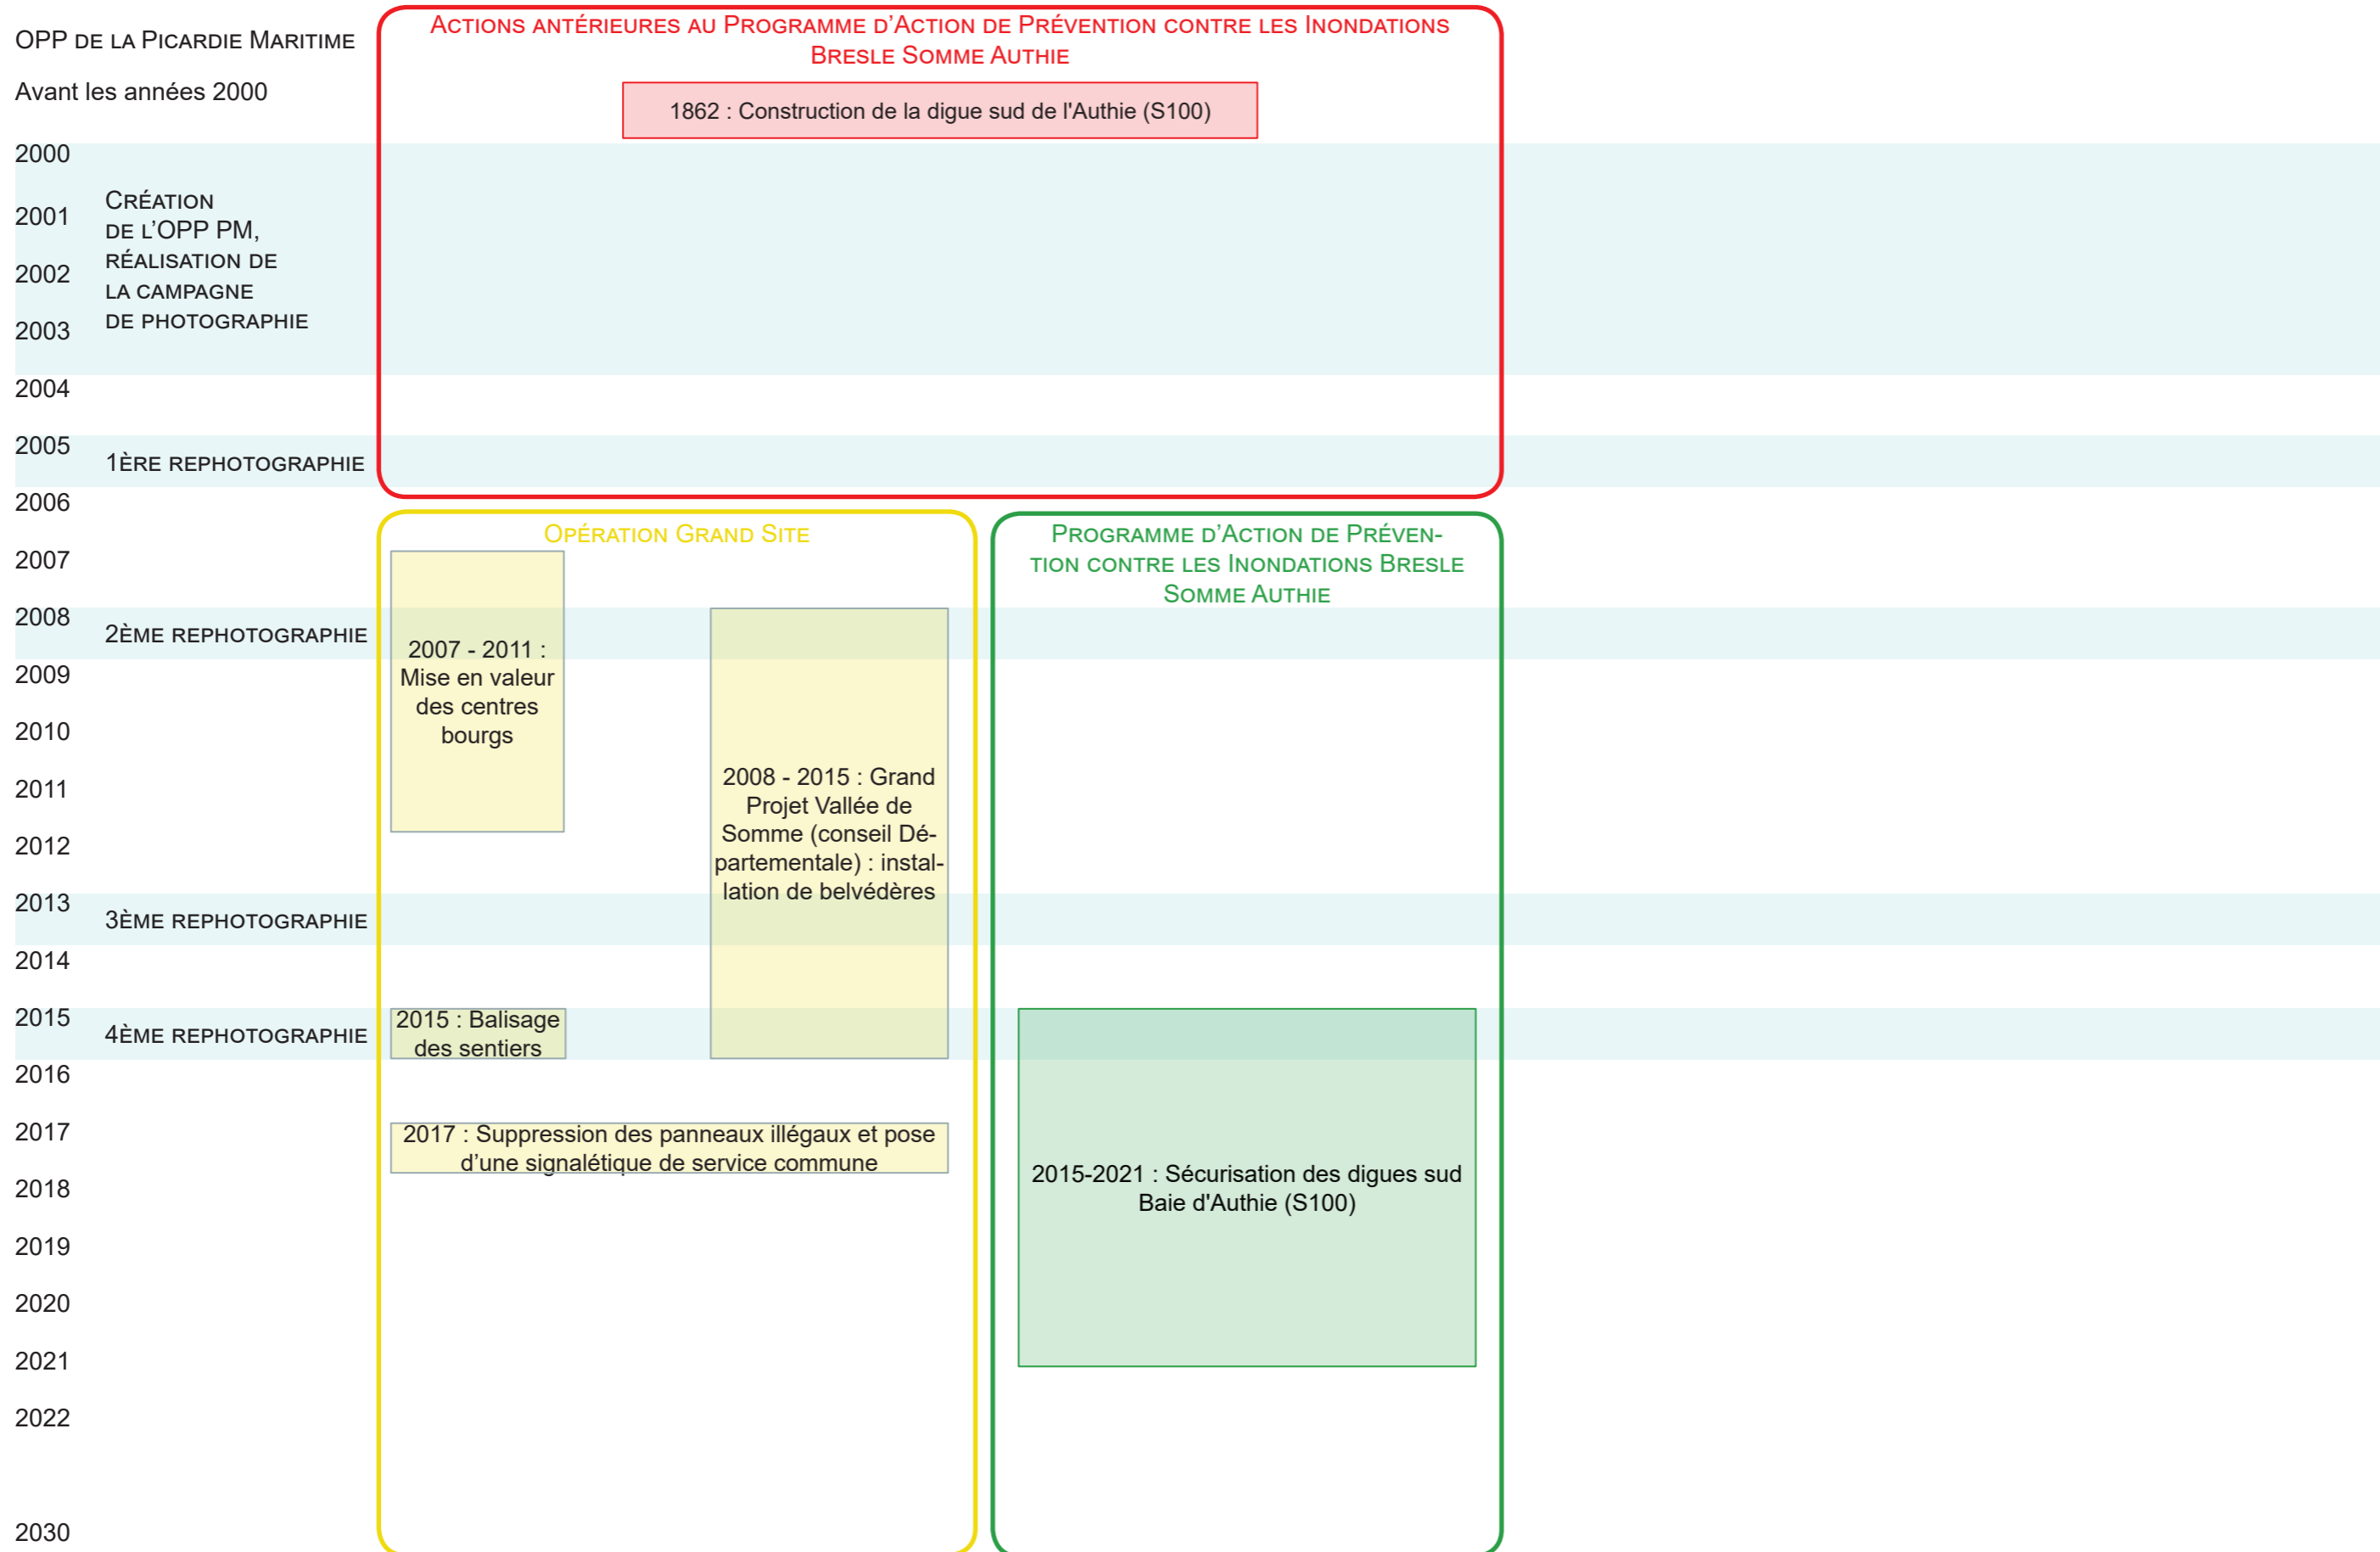 OPP de la Picardie Maritime
Avant les années 2000
Actions antérieures au Programme d’Action de Prévention contre les Inondations
Bresle Somme Authie
1862 : Construction de la digue sud de l'Authie (S100)
2000
2001
2002
2003
Création
de l’OPP PM,
réalisation de
la campagne
de photographie
2004
2005
1ère rephotographie
2006
Opération Grand Site
Programme d’Action de Préven-
tion contre les Inondations Bresle
Somme Authie
2007
2008
2ème rephotographie
2007 - 2011 :
Mise en valeur
des centres
bourgs
2009
2010
2011
2008 - 2015 : Grand
Projet Vallée de
Somme (conseil Dé-
partementale) : instal-
lation de belvédères
2012
2013
3ème rephotographie
2014
2015
4ème rephotographie
2015 : Balisage
des sentiers
2016
2017
2017 : Suppression des panneaux illégaux et pose
d’une signalétique de service commune
2018
2015-2021 : Sécurisation des digues sud
Baie d'Authie (S100)
2019
2020
2021
2022
2030